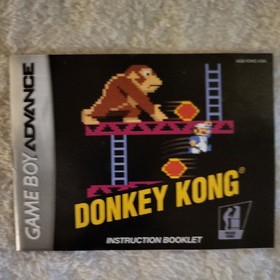 GAME BOY ADVANCE
DONKEY KONG®
INSTRUCTION BOOKLET